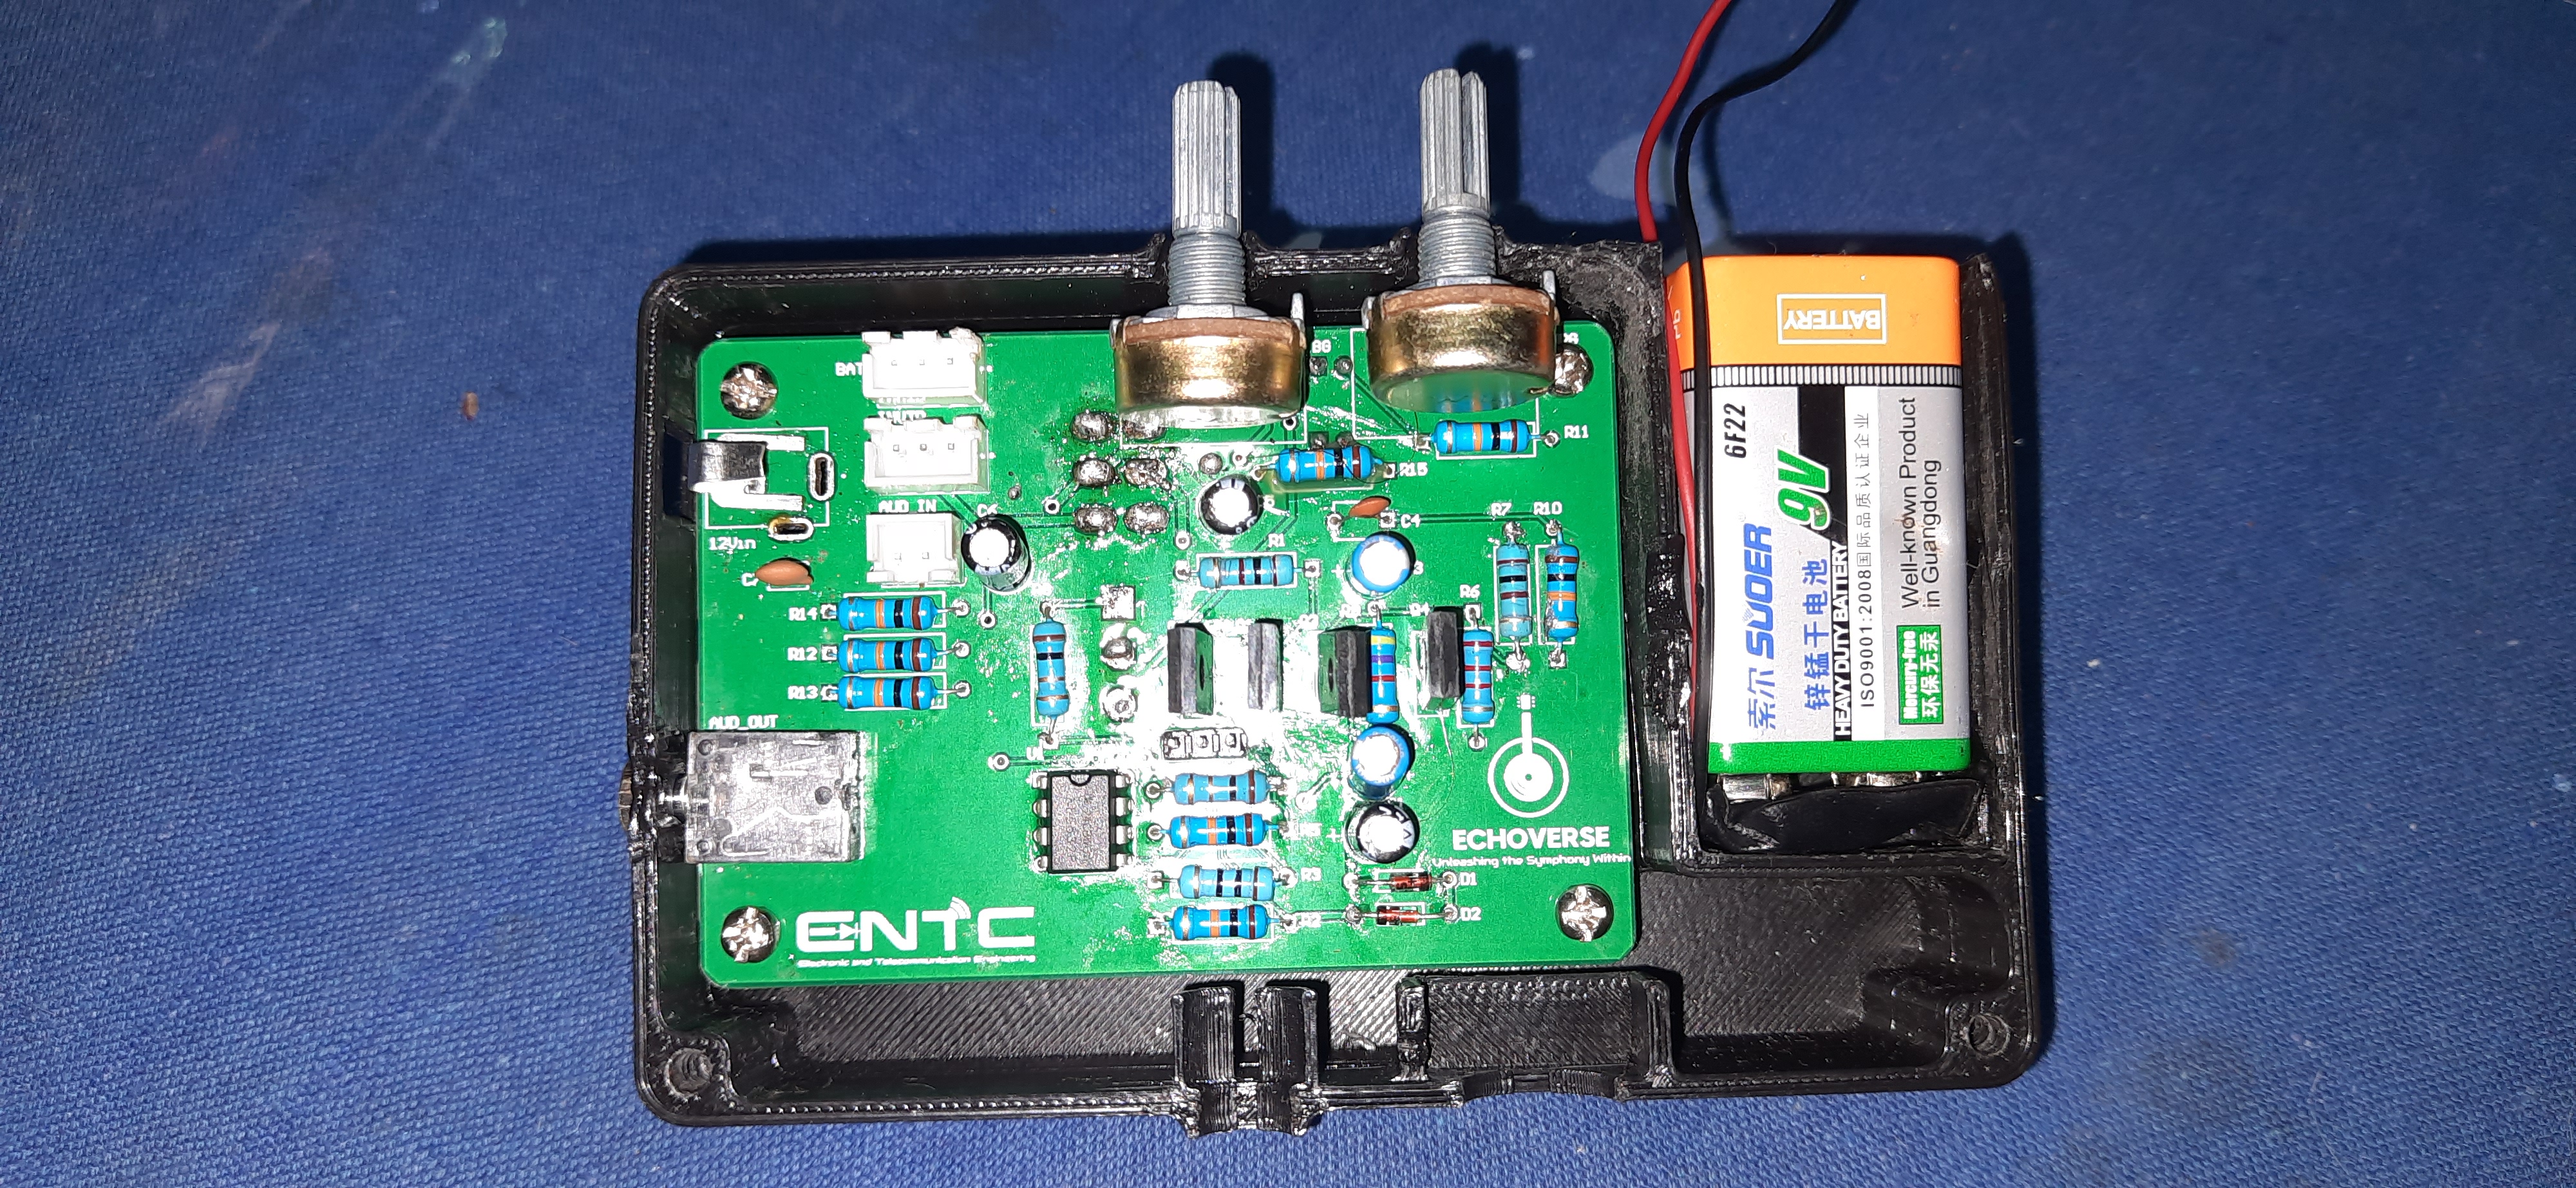 BAT
AUD IN
C6
12Vin
R14
R12
R13
AUD_OUT
R15
R11
C4
R1
R7
R10
R6
R3
R2
D1
D2
ECHOVERSE
Unleashing the Symphony Within
ENTC
Electronic and Telecommunication Engineering
BATTERY
6F22
9V
索尔 SUOER
锌锰干电池
HEAVY DUTY BATTERY
ISO9001:2008国际品质认证企业
Well-known Product
in Guangdong
Mercury-free
环保无汞